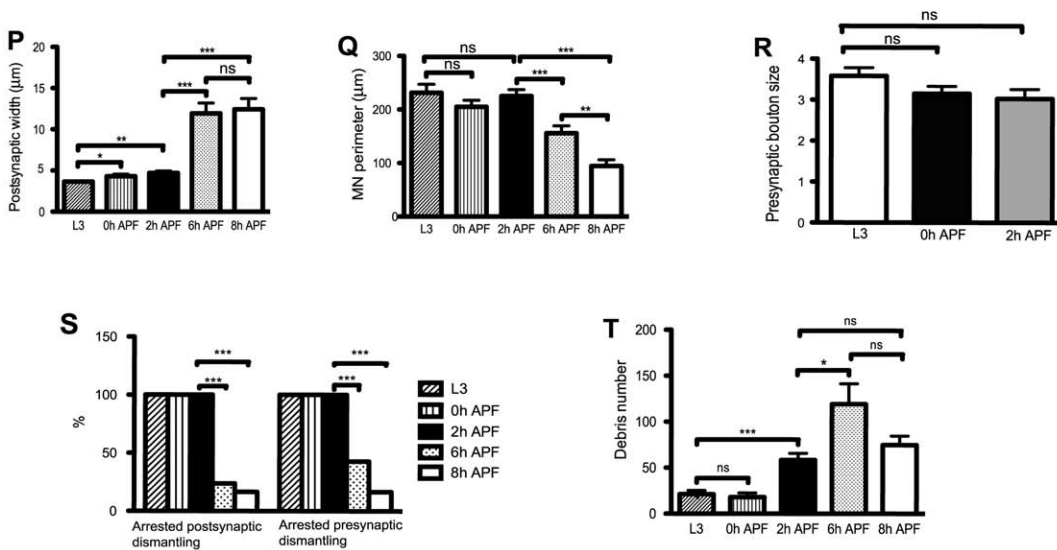 P
Postsynaptic width (µm)
20
15
10
5
0
***
ns
***
**
*
L3 0h APF 2h APF 6h APF 8h APF
Q
MN perimeter (µm)
300
200
100
0
ns
***
ns
***
**
L3 0h APF 2h APF 6h APF 8h APF
R
Presynaptic bouton size
4
3
2
1
0
ns
ns
L3 0h APF 2h APF
S
%
150
100
50
0
***
***
***
***
Arrested postsynaptic
dismantling
Arrested presynaptic
dismantling
L3
0h APF
2h APF
6h APF
8h APF
T
Debris number
200
150
100
50
0
ns
ns
*
***
ns
L3 0h APF 2h APF 6h APF 8h APF